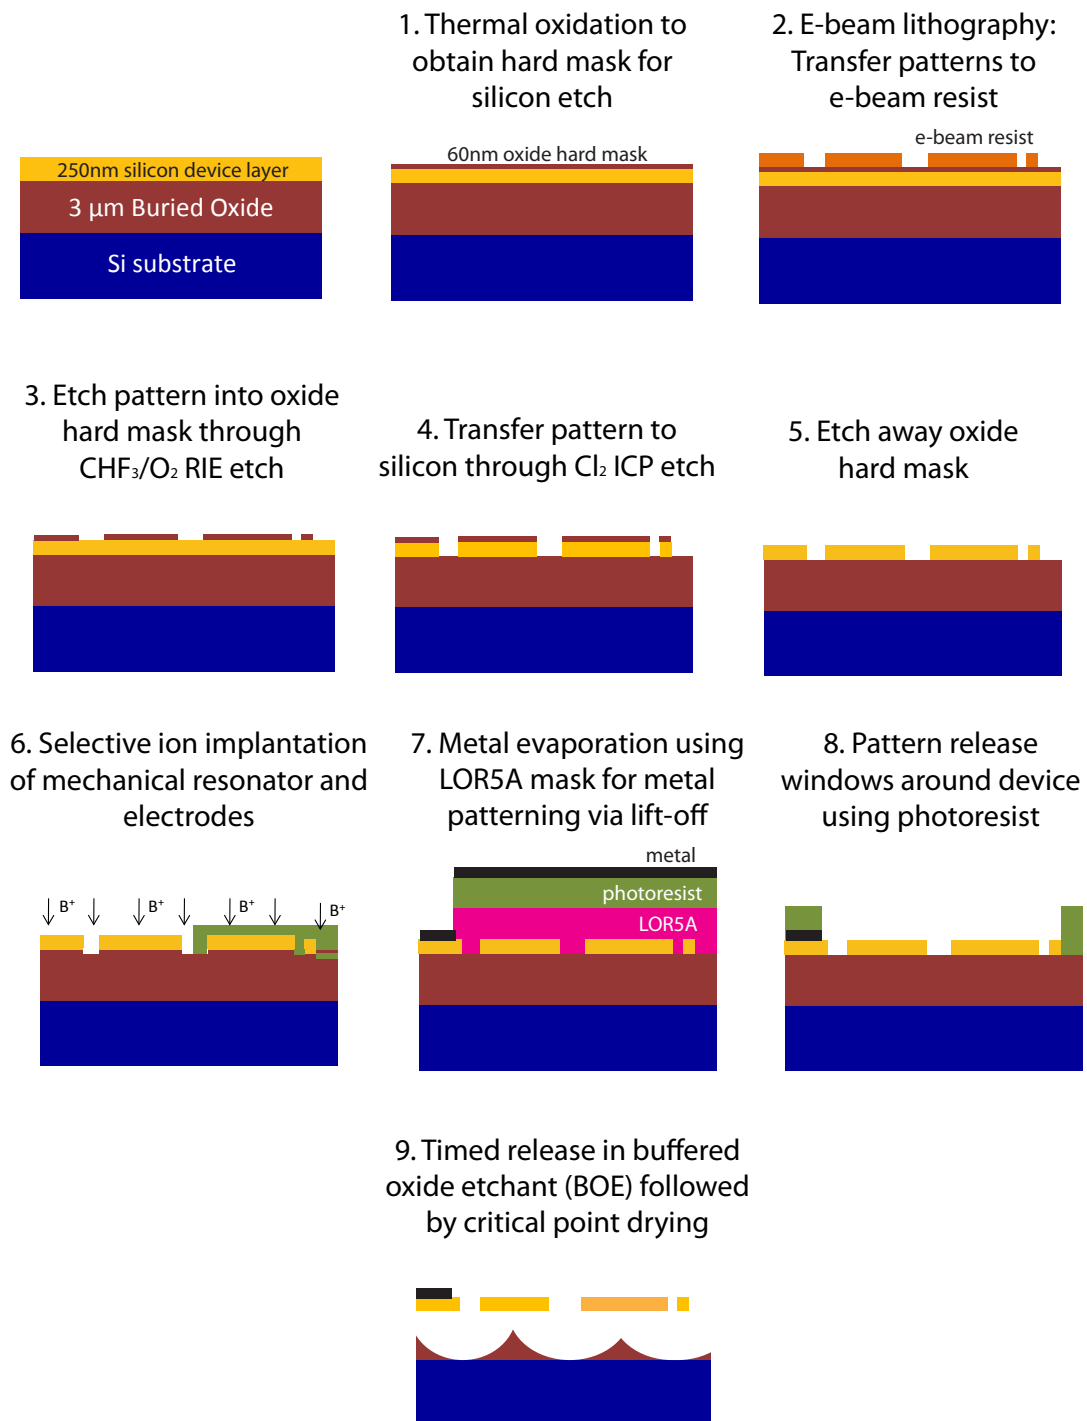 1. Thermal oxidation to
obtain hard mask for
silicon etch
2. E-beam lithography:
Transfer patterns to
e-beam resist
250nm silicon device layer
3 μm Buried Oxide
Si substrate
60nm oxide hard mask
e-beam resist
3. Etch pattern into oxide
hard mask through
CHF₃/O₂ RIE etch
4. Transfer pattern to
silicon through Cl₂ ICP etch
5. Etch away oxide
hard mask
6. Selective ion implantation
of mechanical resonator and
electrodes
7. Metal evaporation using
LOR5A mask for metal
patterning via lift-off
8. Pattern release
windows around device
using photoresist
B⁺ B⁺ B⁺ B⁺
metal
photoresist
LOR5A
9. Timed release in buffered
oxide etchant (BOE) followed
by critical point drying